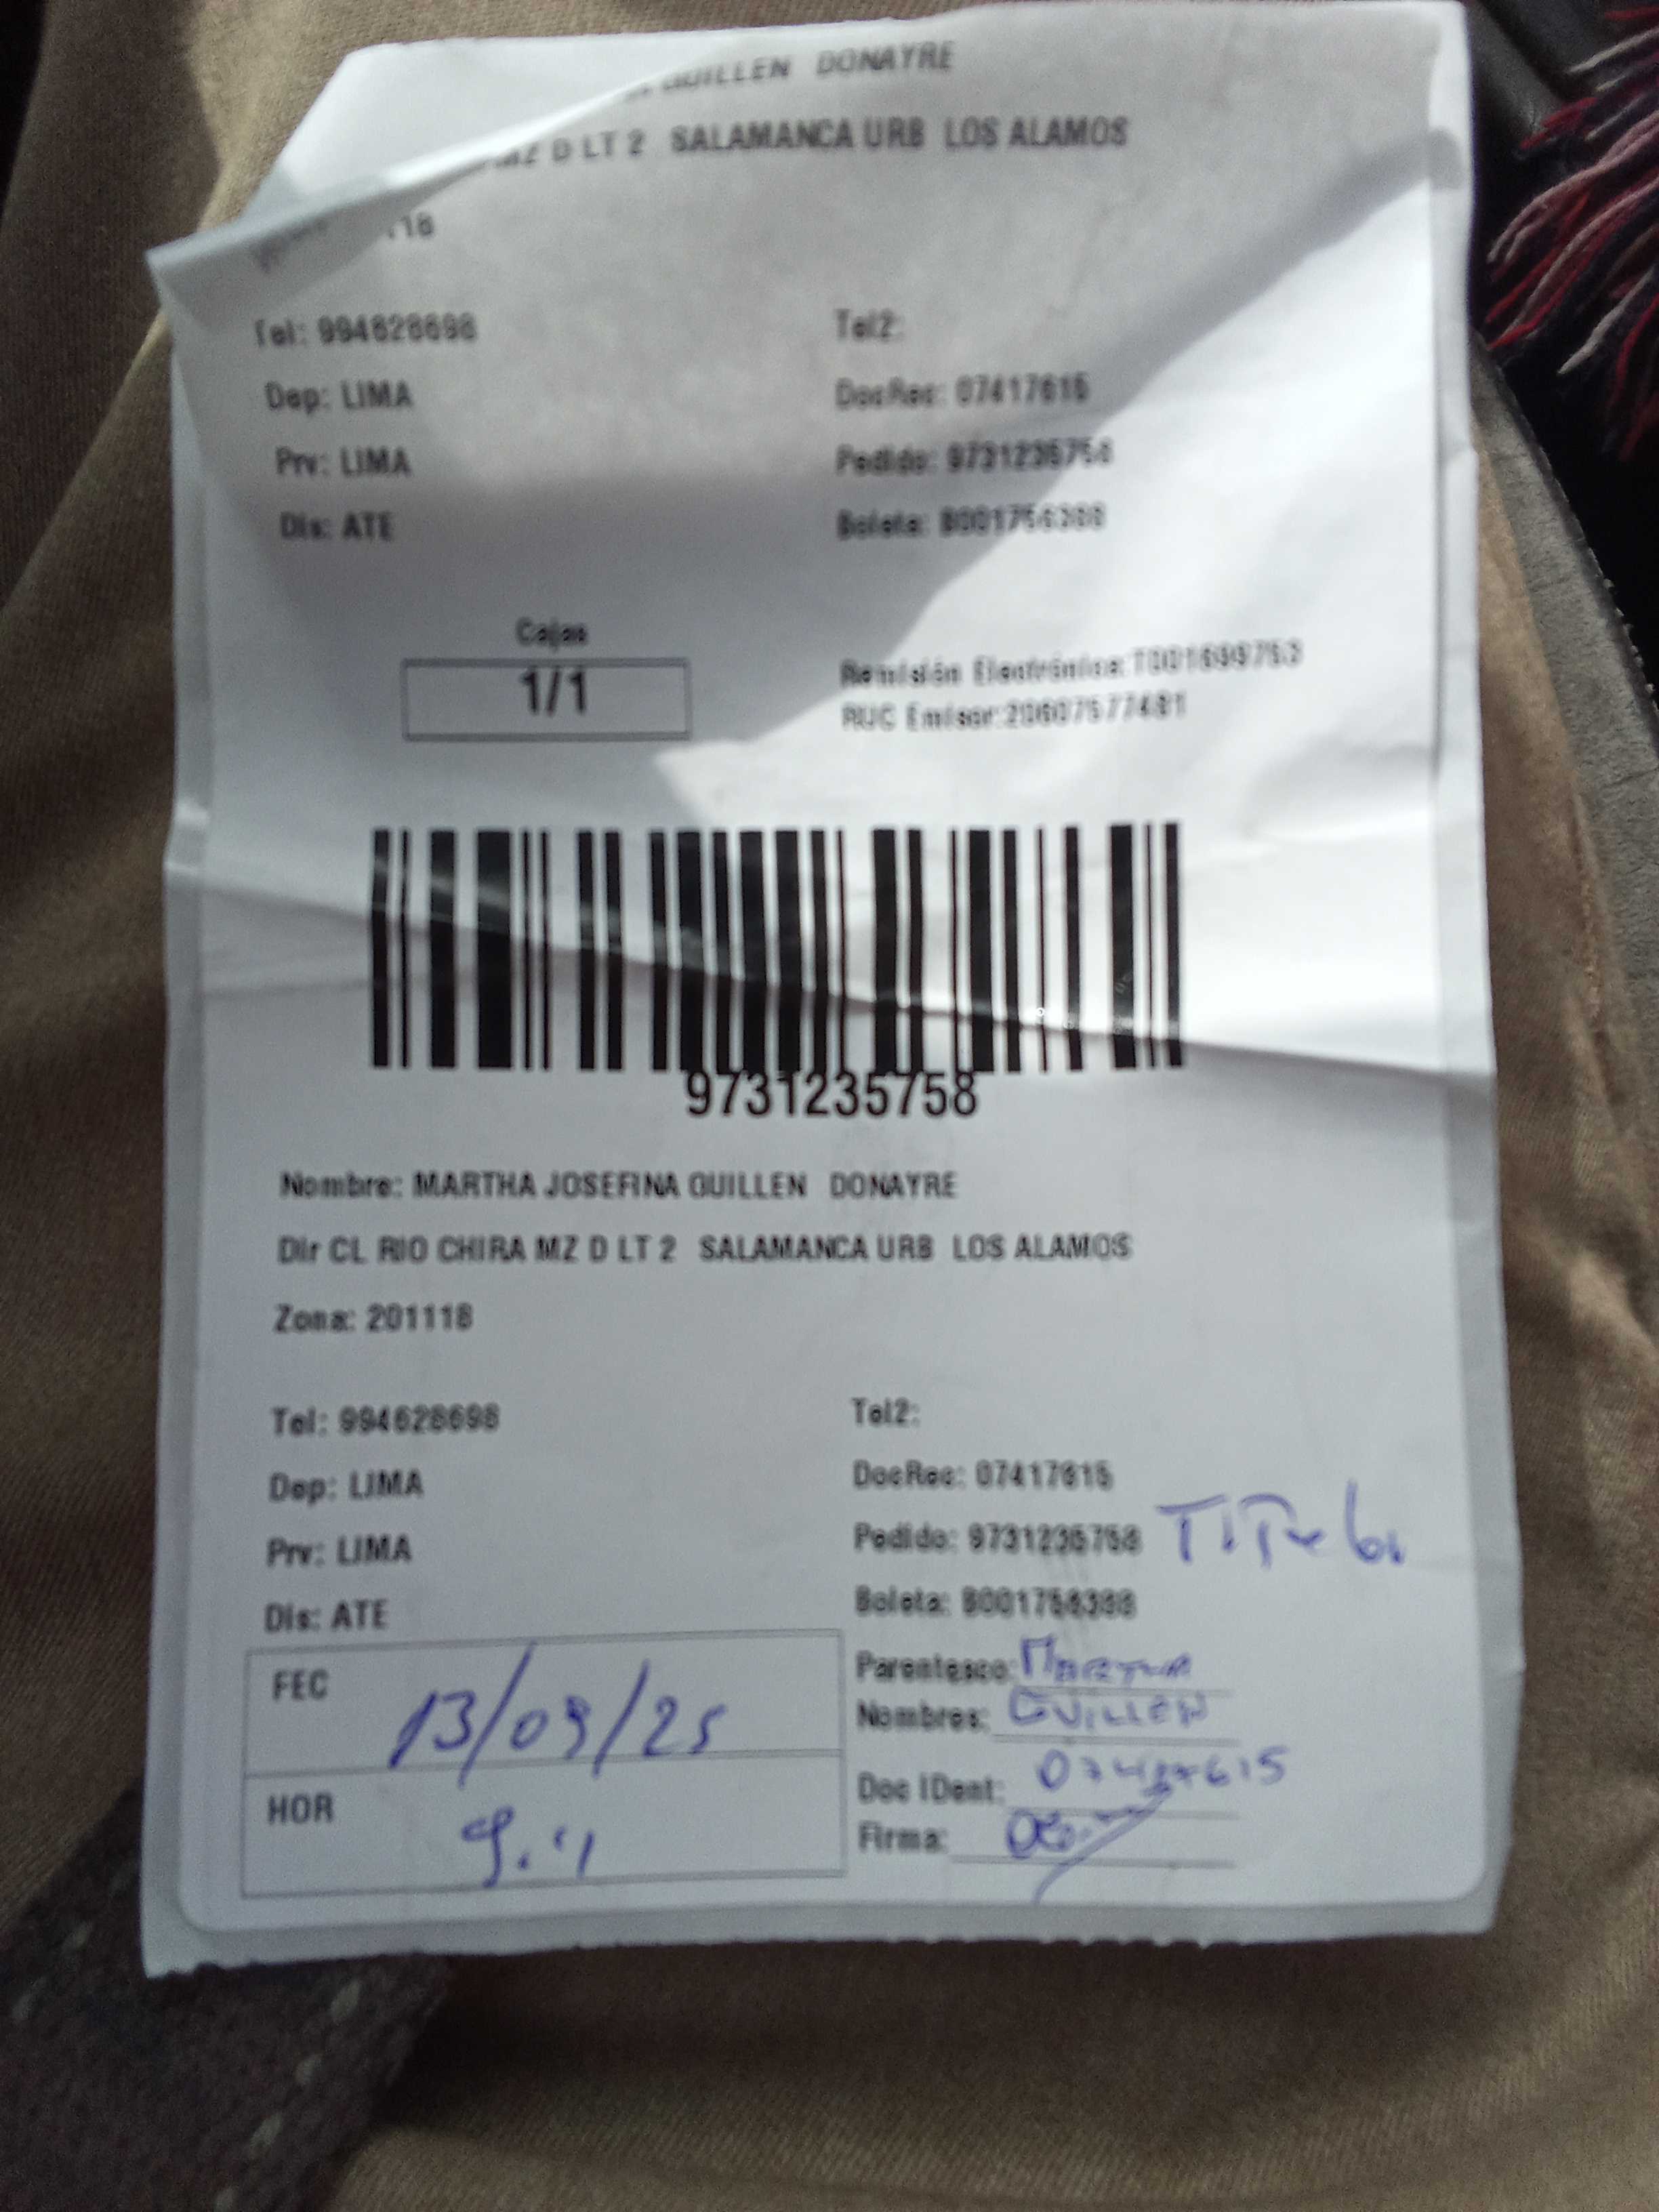 GUILLEN DONAYRE
MZ D LT 2 SALAMANCA URB LOS ALAMOS
118
Tel: 994628698 Tel2:
Dep: LIMA DocRec: 07417615
Prv: LIMA Pedido: 9731235758
Dis: ATE Boleta:
Cajas
1/1
Remisión Electrónica:
RUC Emisor:20607577481
9731235758
Nombre: MARTHA JOSEFINA GUILLEN DONAYRE
Dir CL RIO CHIRA MZ D LT 2 SALAMANCA URB LOS ALAMOS
Zona: 201118
Tel: 994628698 Tel2:
Dep: LIMA DocRec: 07417615
Prv: LIMA Pedido: 9731235758
Dis: ATE Boleta:
FEC 13/09/25
HOR
Parentesco: MARTHA
Nombres: GUILLEN
Doc IDent:
Firma: